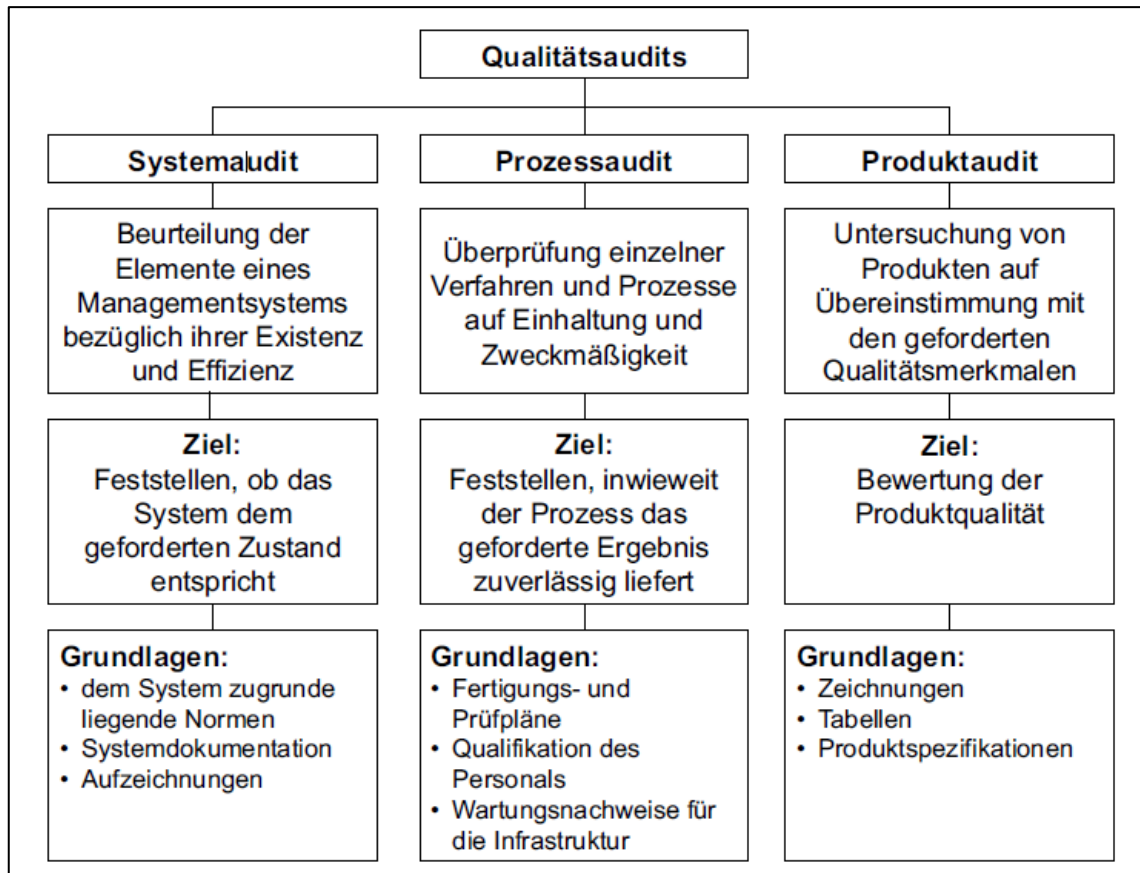 Qualitätsaudits
Systemaudit
Beurteilung der
Elemente eines
Managementsystems
bezüglich ihrer Existenz
und Effizienz
Ziel:
Feststellen, ob das
System dem
geforderten Zustand
entspricht
Grundlagen:
• dem System zugrunde
liegende Normen
• Systemdokumentation
• Aufzeichnungen
Prozessaudit
Überprüfung einzelner
Verfahren und Prozesse
auf Einhaltung und
Zweckmäßigkeit
Ziel:
Feststellen, inwieweit
der Prozess das
geforderte Ergebnis
zuverlässig liefert
Grundlagen:
• Fertigungs- und
Prüfpläne
• Qualifikation des
Personals
• Wartungsnachweise für
die Infrastruktur
Produktaudit
Untersuchung von
Produkten auf
Übereinstimmung mit
den geforderten
Qualitätsmerkmalen
Ziel:
Bewertung der
Produktqualität
Grundlagen:
• Zeichnungen
• Tabellen
• Produktspezifikationen